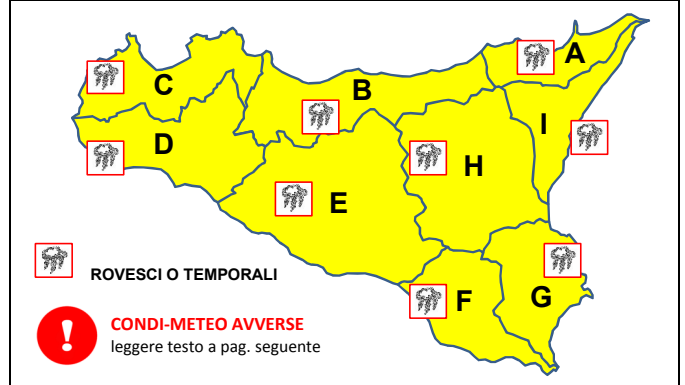 A
C
B
I
D
H
E
ROVESCI O TEMPORALI
F
G
!
CONDI-METEO AVVERSE
leggere testo a pag. seguente